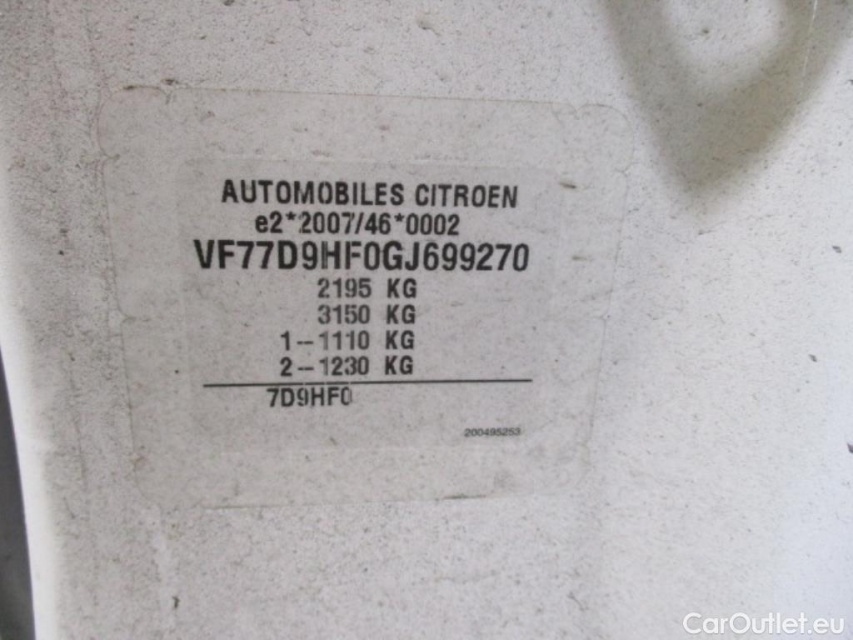 AUTOMOBILES CITROEN
e2*2007/46*0002
VF77D9HF0GJ699270
2195 KG
3150 KG
1--1110 KG
2--1230 KG
7D9HF0
200495253
CarOutlet.eu